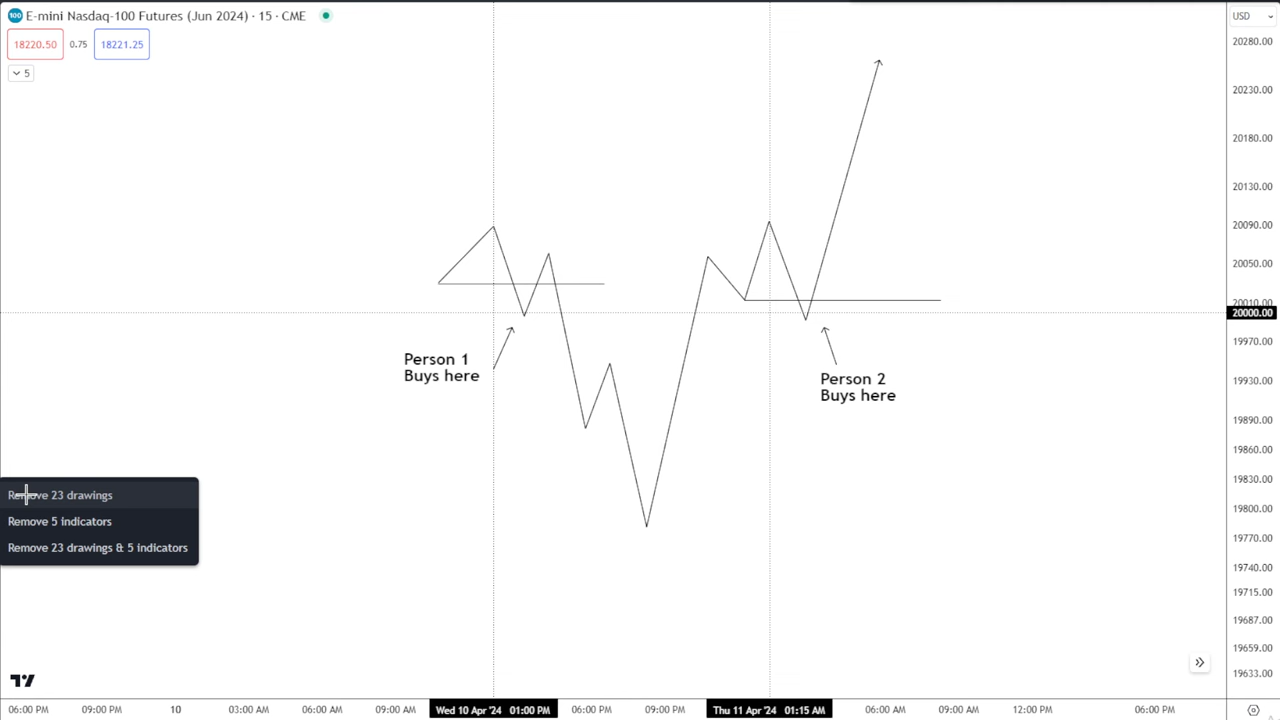 100 E-mini Nasdaq-100 Futures (Jun 2024) · 15 · CME
USD
18220.50 0.75 18221.25
5
20280.00
20230.00
20180.00
20130.00
20090.00
20050.00
20010.00
20000.00
19970.00
19930.00
19890.00
19860.00
19830.00
19800.00
19770.00
19740.00
19715.00
19687.00
19659.00
19633.00
Person 1
Buys here
Person 2
Buys here
Remove 23 drawings
Remove 5 indicators
Remove 23 drawings & 5 indicators
06:00 PM 09:00 PM 10 03:00 AM 06:00 AM 09:00 AM Wed 10 Apr '24 01:00 PM 06:00 PM 09:00 PM Thu 11 Apr '24 01:15 AM 06:00 AM 09:00 AM 12:00 PM 06:00 PM